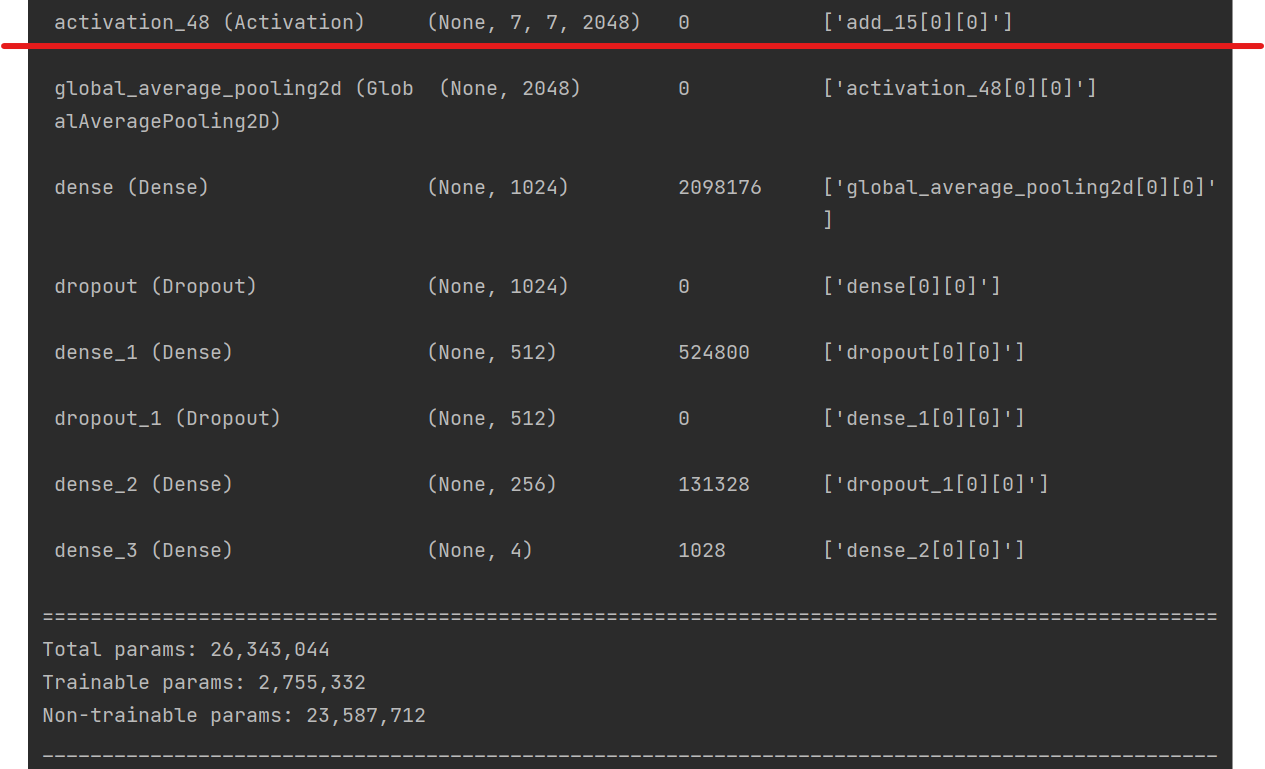 activation_48 (Activation) (None, 7, 7, 2048) 0 ['add_15[0][0]']
global_average_pooling2d (Glob (None, 2048) 0 ['activation_48[0][0]']
alAveragePooling2D)
dense (Dense) (None, 1024) 2098176 ['global_average_pooling2d[0][0]'
]
dropout (Dropout) (None, 1024) 0 ['dense[0][0]']
dense_1 (Dense) (None, 512) 524800 ['dropout[0][0]']
dropout_1 (Dropout) (None, 512) 0 ['dense_1[0][0]']
dense_2 (Dense) (None, 256) 131328 ['dropout_1[0][0]']
dense_3 (Dense) (None, 4) 1028 ['dense_2[0][0]']
==================================================================================================
Total params: 26,343,044
Trainable params: 2,755,332
Non-trainable params: 23,587,712
__________________________________________________________________________________________________